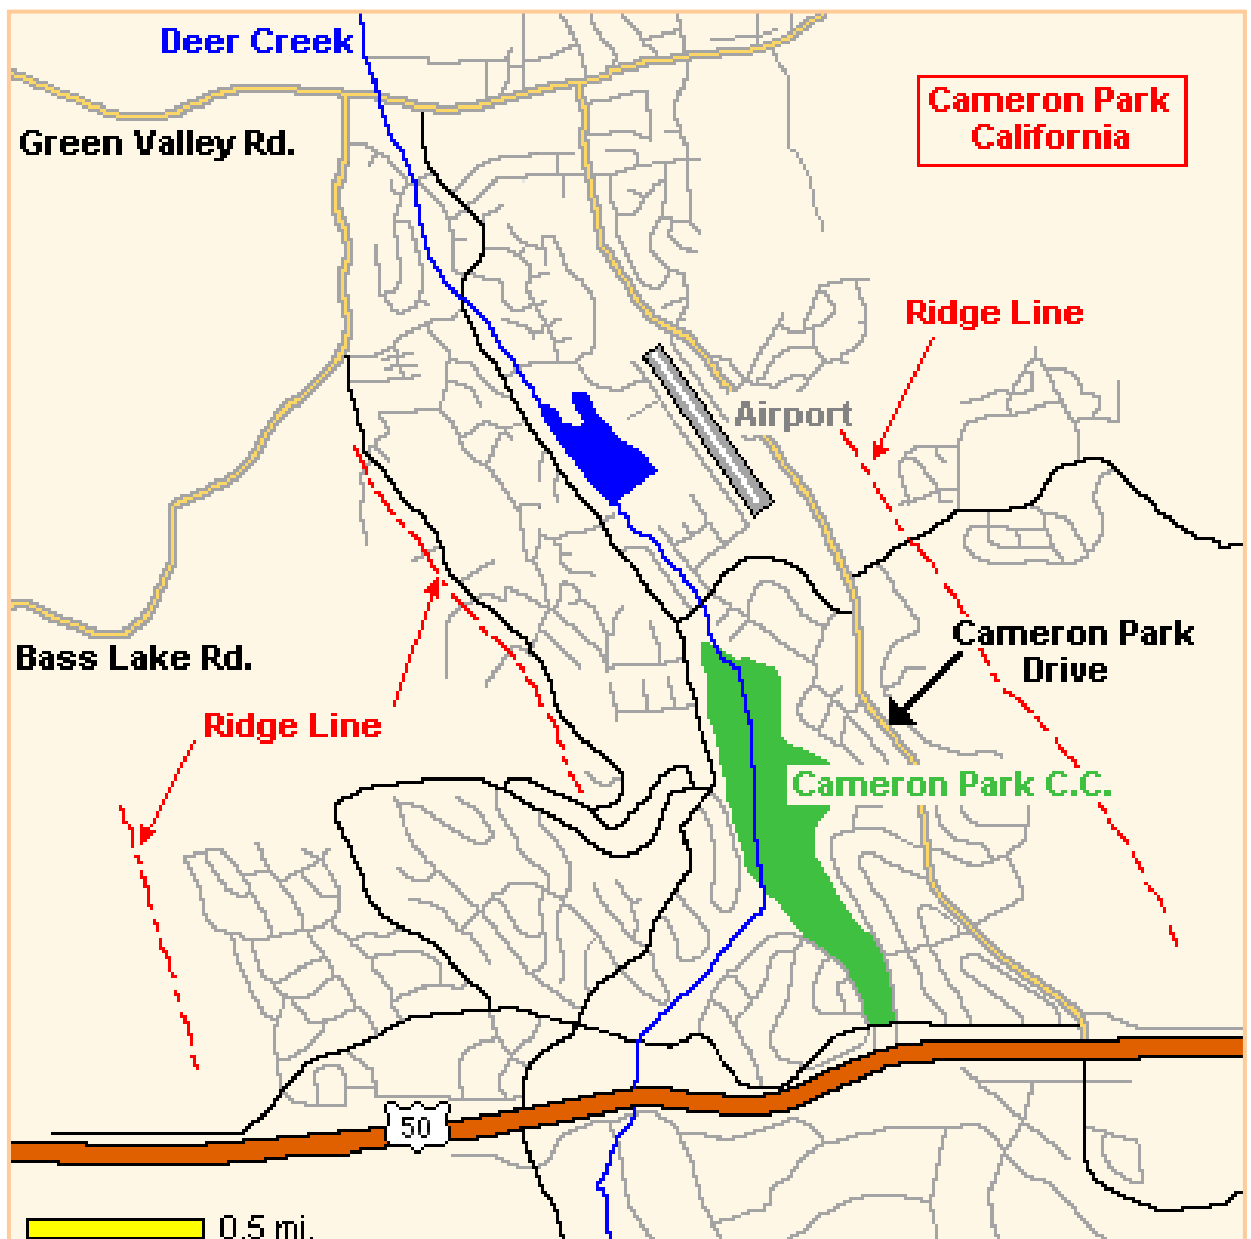 Deer Creek
Cameron Park
California
Green Valley Rd.
Ridge Line
Airport
Cameron Park
Drive
Bass Lake Rd.
Ridge Line
Cameron Park C.C.
50
0.5 mi.